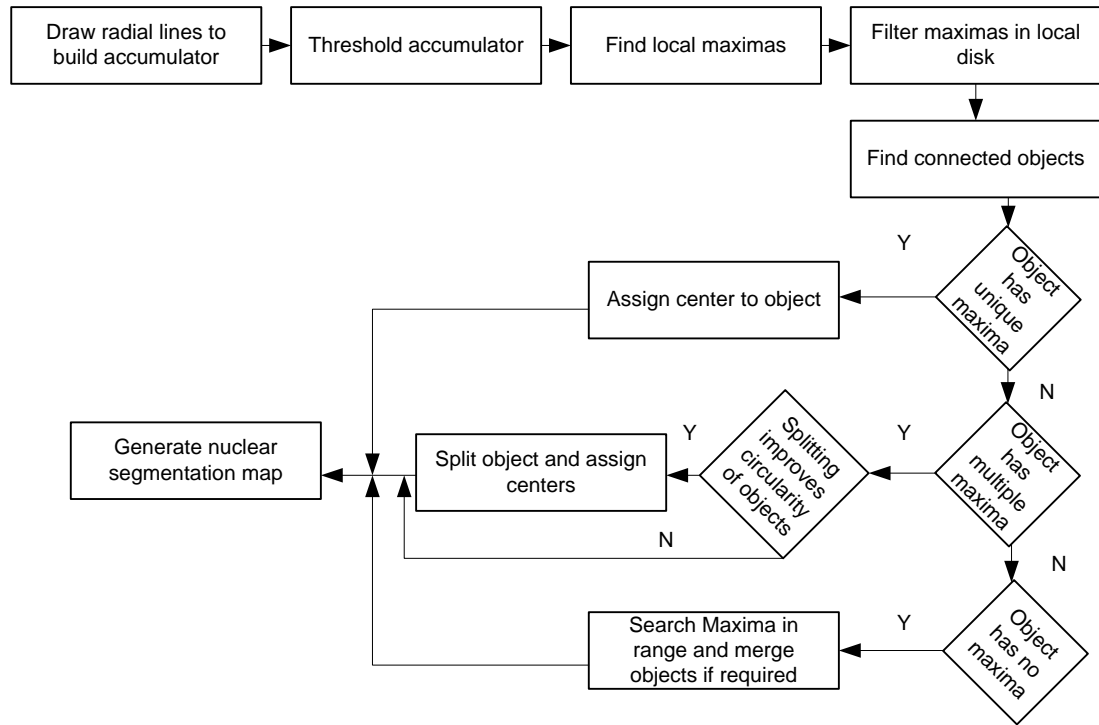 Draw radial lines to
build accumulator
Threshold accumulator
Find local maximas
Filter maximas in local
disk
Find connected objects
Y
Object
has
unique
maxima
Assign center to object
N
Generate nuclear
segmentation map
Split object and assign
centers
Y
Splitting
improves
circularity
of objects
Y
Object
has
multiple
maxima
N
N
Search Maxima in
range and merge
objects if required
Y
Object
has no
maxima